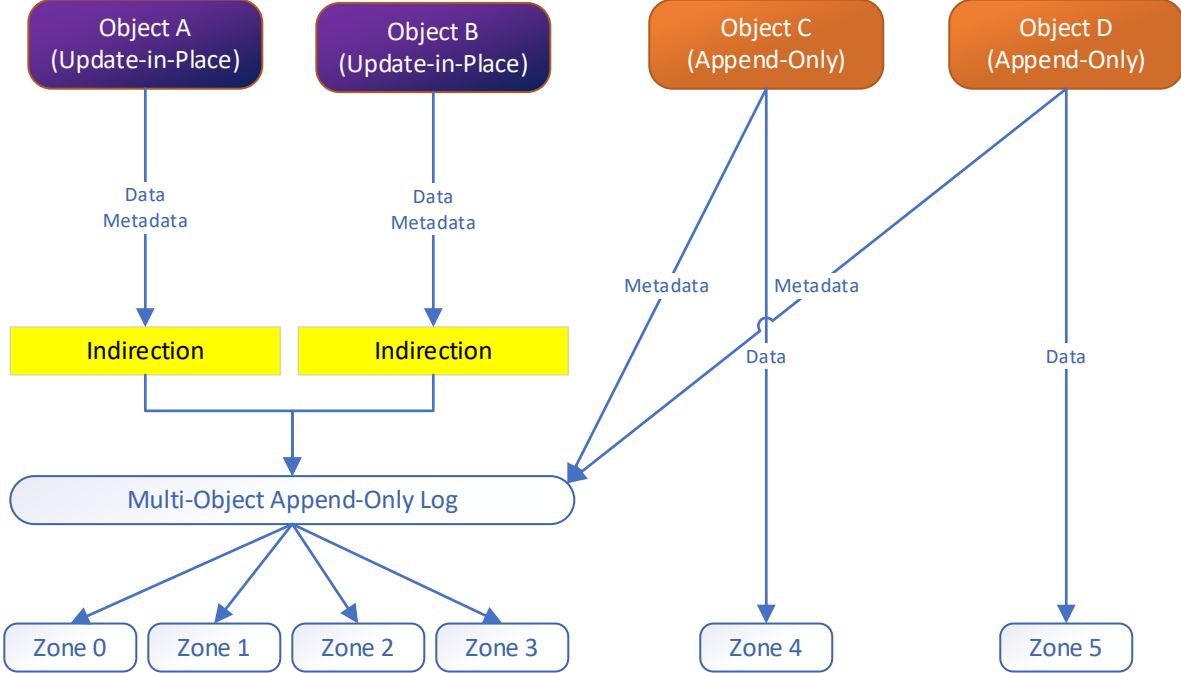 Object A
(Update-in-Place)
Object B
(Update-in-Place)
Object C
(Append-Only)
Object D
(Append-Only)
Data
Metadata
Data
Metadata
Metadata
Metadata
Indirection
Indirection
Data
Data
Multi-Object Append-Only Log
Zone 0
Zone 1
Zone 2
Zone 3
Zone 4
Zone 5